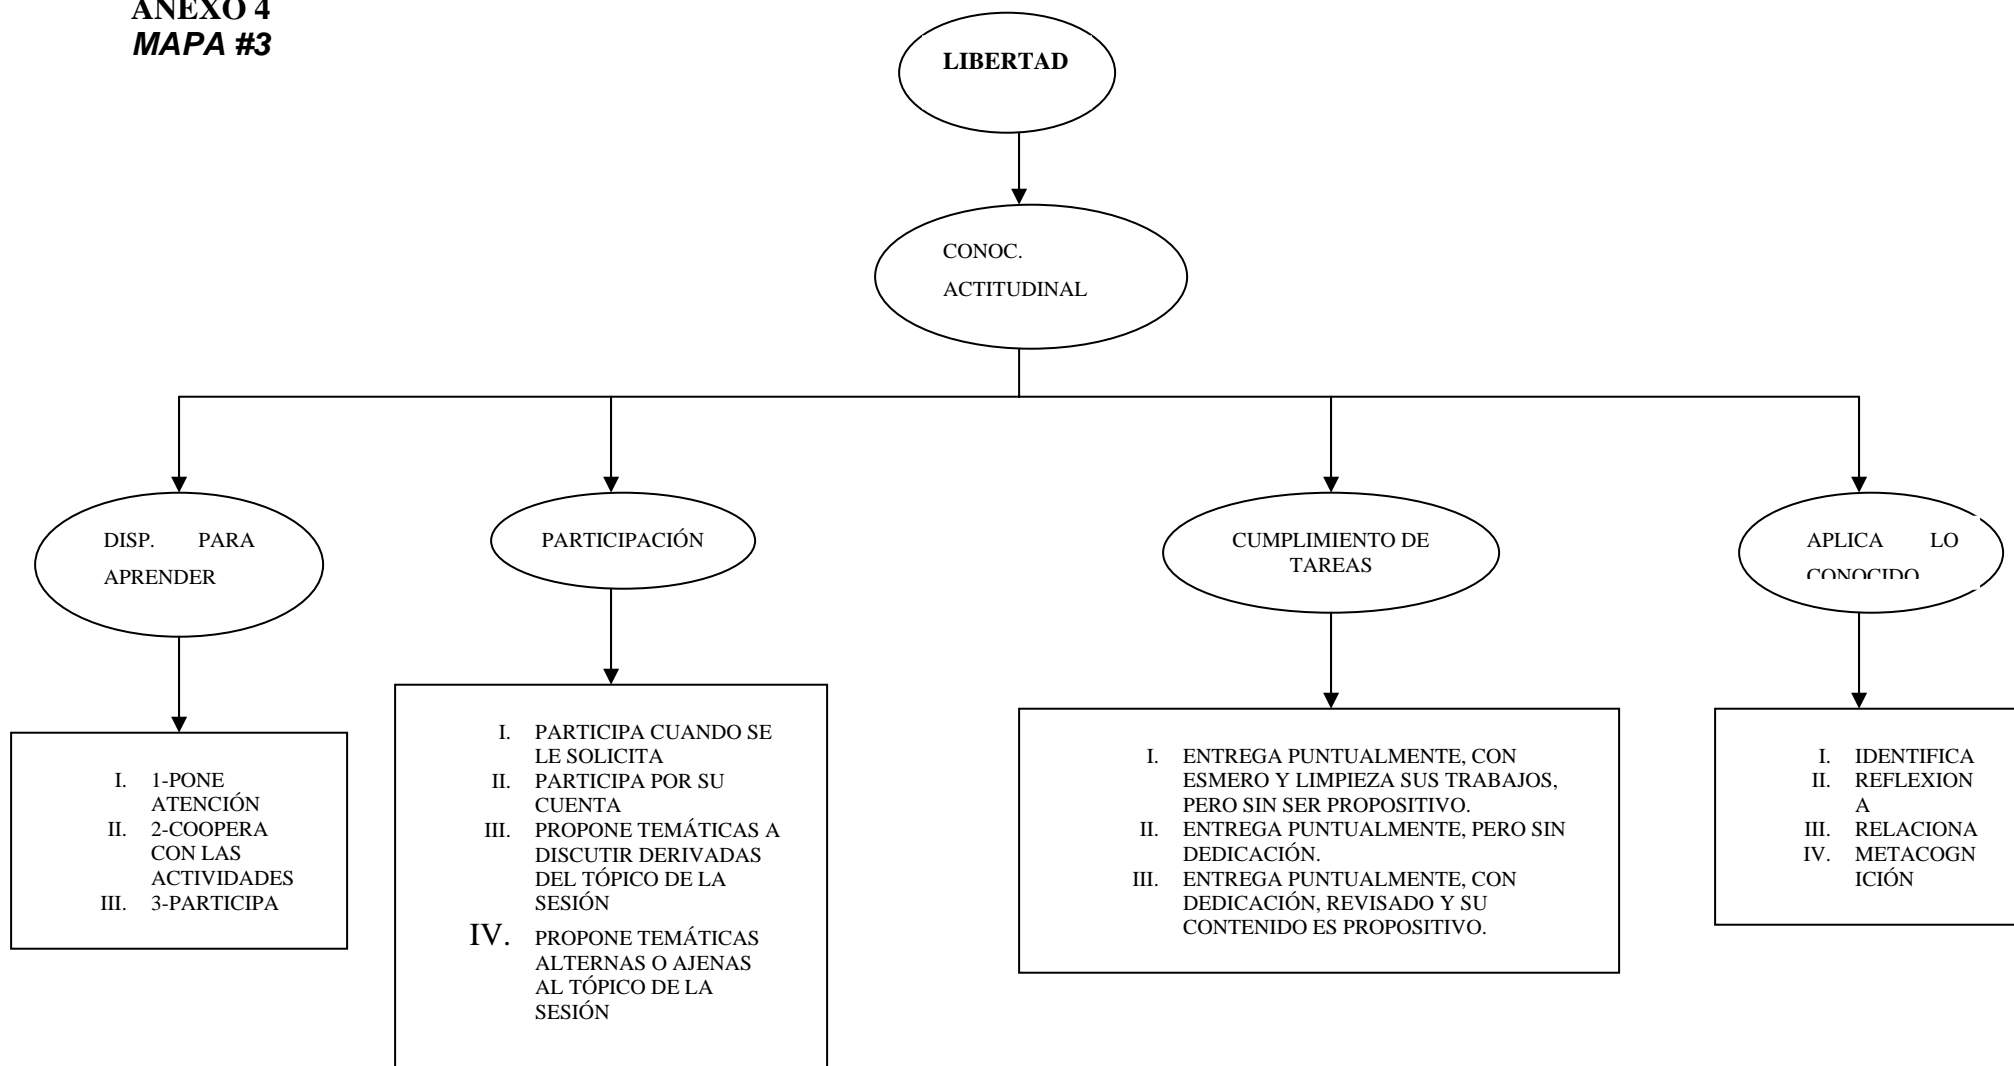 ANEXO 4
MAPA #3
LIBERTAD
CONOC.
ACTITUDINAL
DISP. PARA
APRENDER
PARTICIPACIÓN
CUMPLIMIENTO DE
TAREAS
APLICA LO
CONOCIDO
I. 1-PONE
ATENCIÓN
II. 2-COOPERA
CON LAS
ACTIVIDADES
III. 3-PARTICIPA
I. PARTICIPA CUANDO SE
LE SOLICITA
II. PARTICIPA POR SU
CUENTA
III. PROPONE TEMÁTICAS A
DISCUTIR DERIVADAS
DEL TÓPICO DE LA
SESIÓN
IV. PROPONE TEMÁTICAS
ALTERNAS O AJENAS
AL TÓPICO DE LA
SESIÓN
I. ENTREGA PUNTUALMENTE, CON
ESMERO Y LIMPIEZA SUS TRABAJOS,
PERO SIN SER PROPOSITIVO.
II. ENTREGA PUNTUALMENTE, PERO SIN
DEDICACIÓN.
III. ENTREGA PUNTUALMENTE, CON
DEDICACIÓN, REVISADO Y SU
CONTENIDO ES PROPOSITIVO.
I. IDENTIFICA
II. REFLEXION
A
III. RELACIONA
IV. METACOGN
ICIÓN